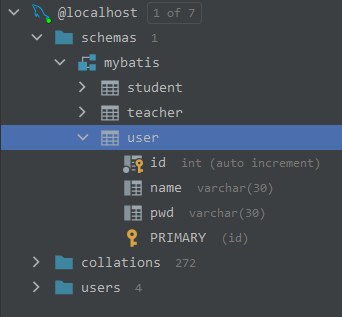 @localhost 1 of 7
schemas 1
mybatis
student
teacher
user
id int (auto increment)
name varchar(30)
pwd varchar(30)
PRIMARY (id)
collations 272
users 4